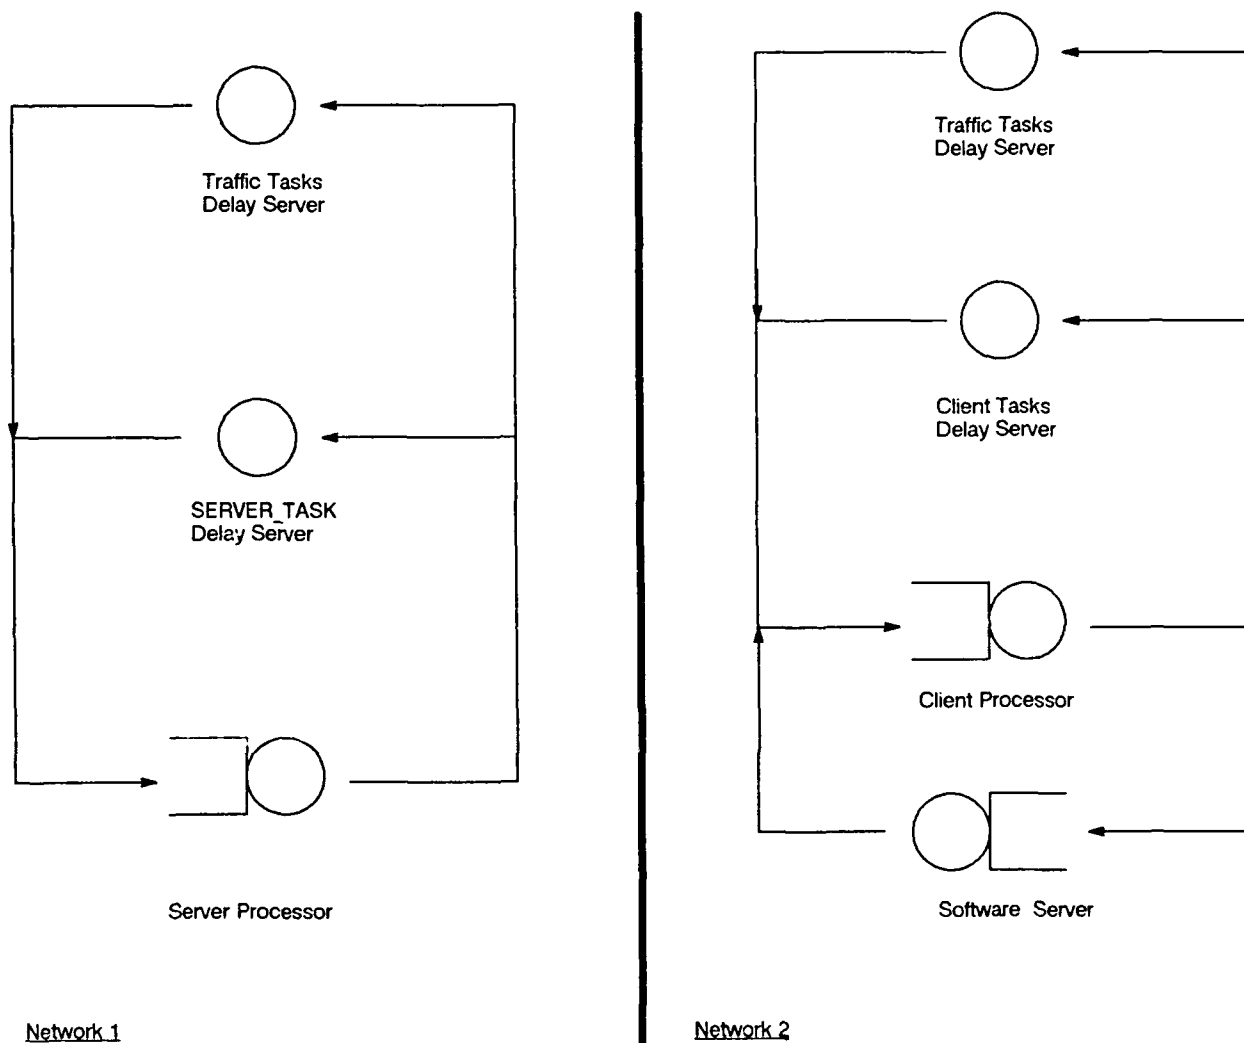 Traffic Tasks
Delay Server
SERVER_TASK
Delay Server
Server Processor
Network 1
Traffic Tasks
Delay Server
Client Tasks
Delay Server
Client Processor
Software Server
Network 2